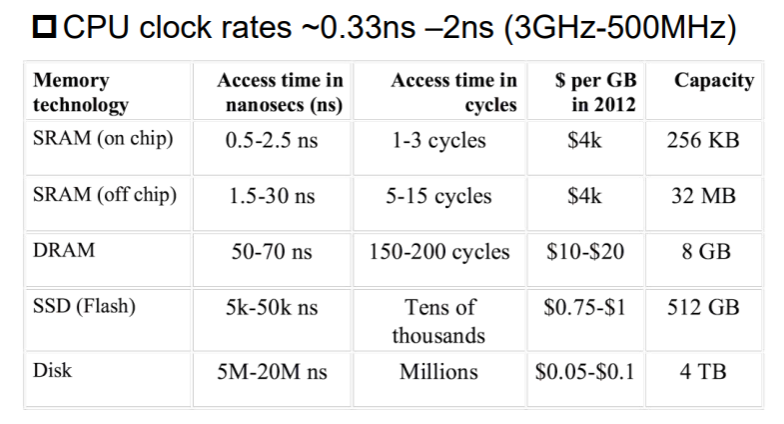 CPU clock rates ~0.33ns –2ns (3GHz-500MHz)
Memory technology | Access time in nanosecs (ns) | Access time in cycles | $ per GB in 2012 | Capacity
SRAM (on chip) | 0.5-2.5 ns | 1-3 cycles | $4k | 256 KB
SRAM (off chip) | 1.5-30 ns | 5-15 cycles | $4k | 32 MB
DRAM | 50-70 ns | 150-200 cycles | $10-$20 | 8 GB
SSD (Flash) | 5k-50k ns | Tens of thousands | $0.75-$1 | 512 GB
Disk | 5M-20M ns | Millions | $0.05-$0.1 | 4 TB